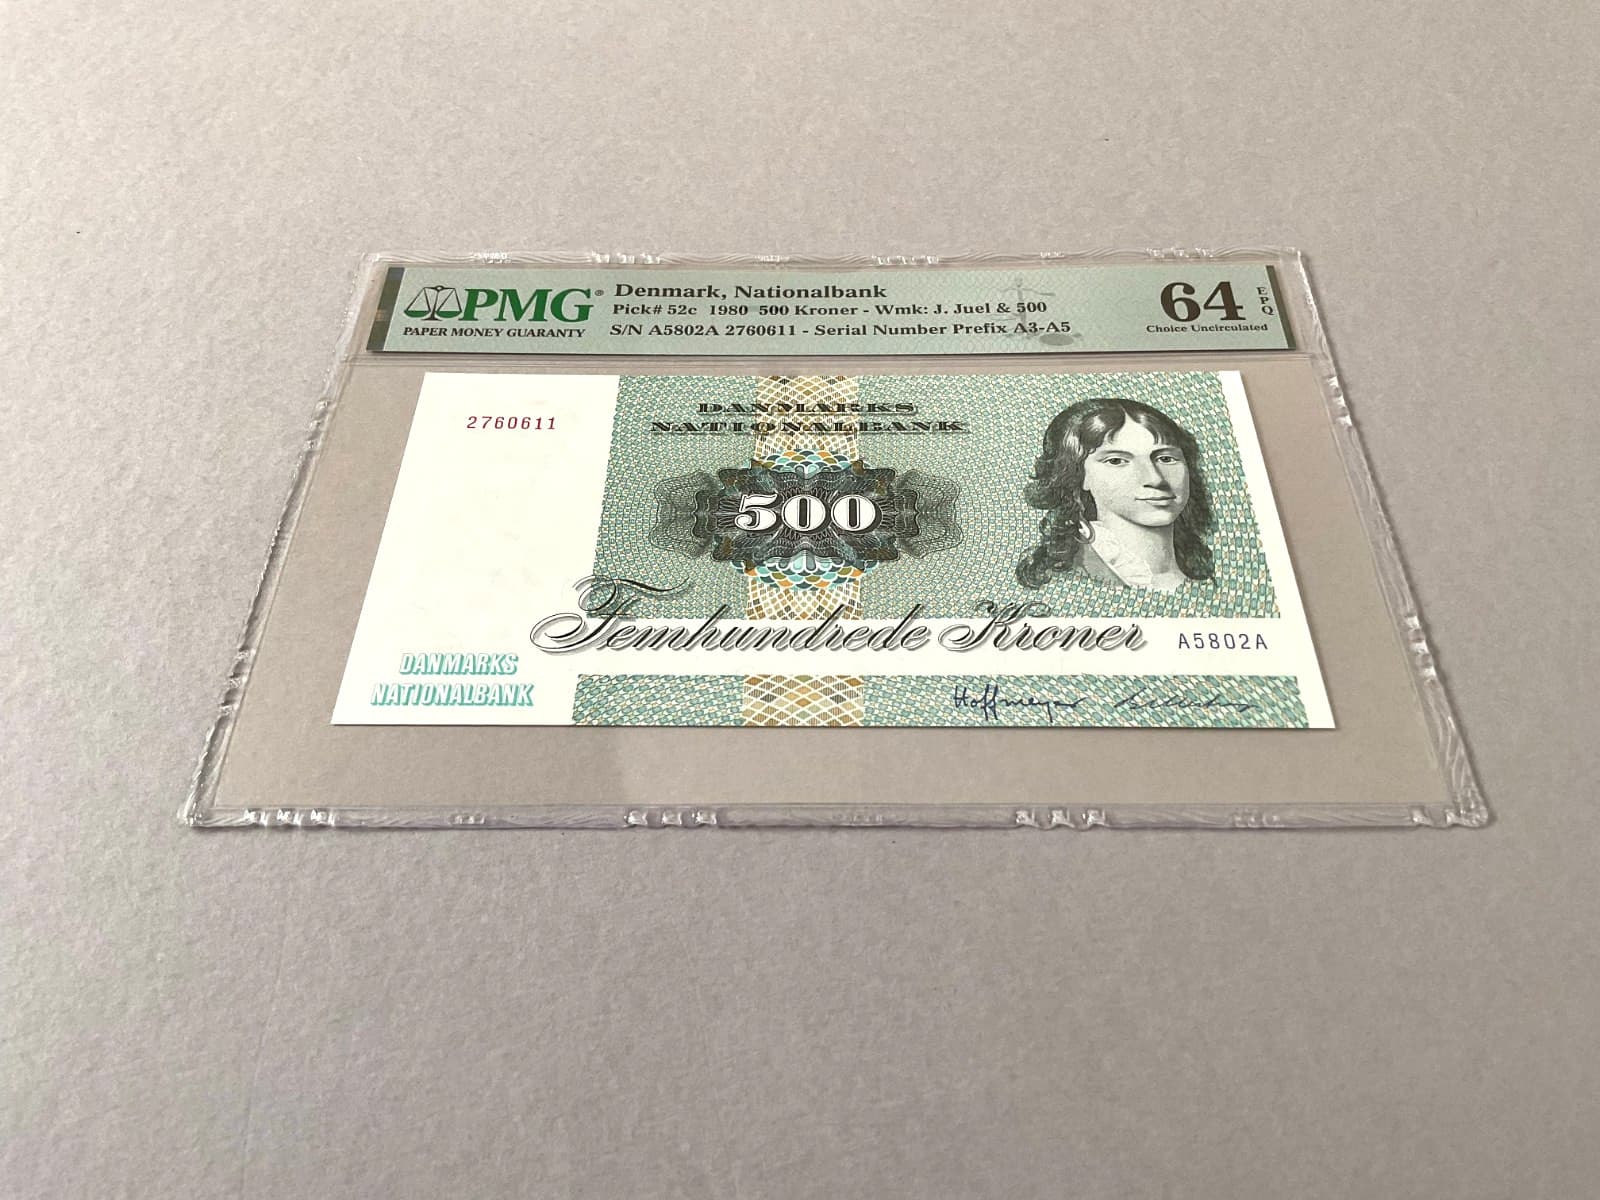 PMG®
PAPER MONEY GUARANTY
Denmark, Nationalbank
Pick# 52c 1980 500 Kroner - Wmk: J. Juel & 500
S/N A5802A 2760611 - Serial Number Prefix A3-A5
64
EPQ
Choice Uncirculated
2760611
DANMARKS
NATIONALBANK
500
Femhundrede Kroner
A5802A
DANMARKS
NATIONALBANK
Hoffmeyer